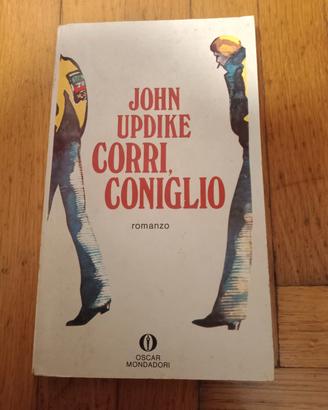 JOHN
UPDIKE
CORRI,
CONIGLIO
romanzo
OSCAR
MONDADORI